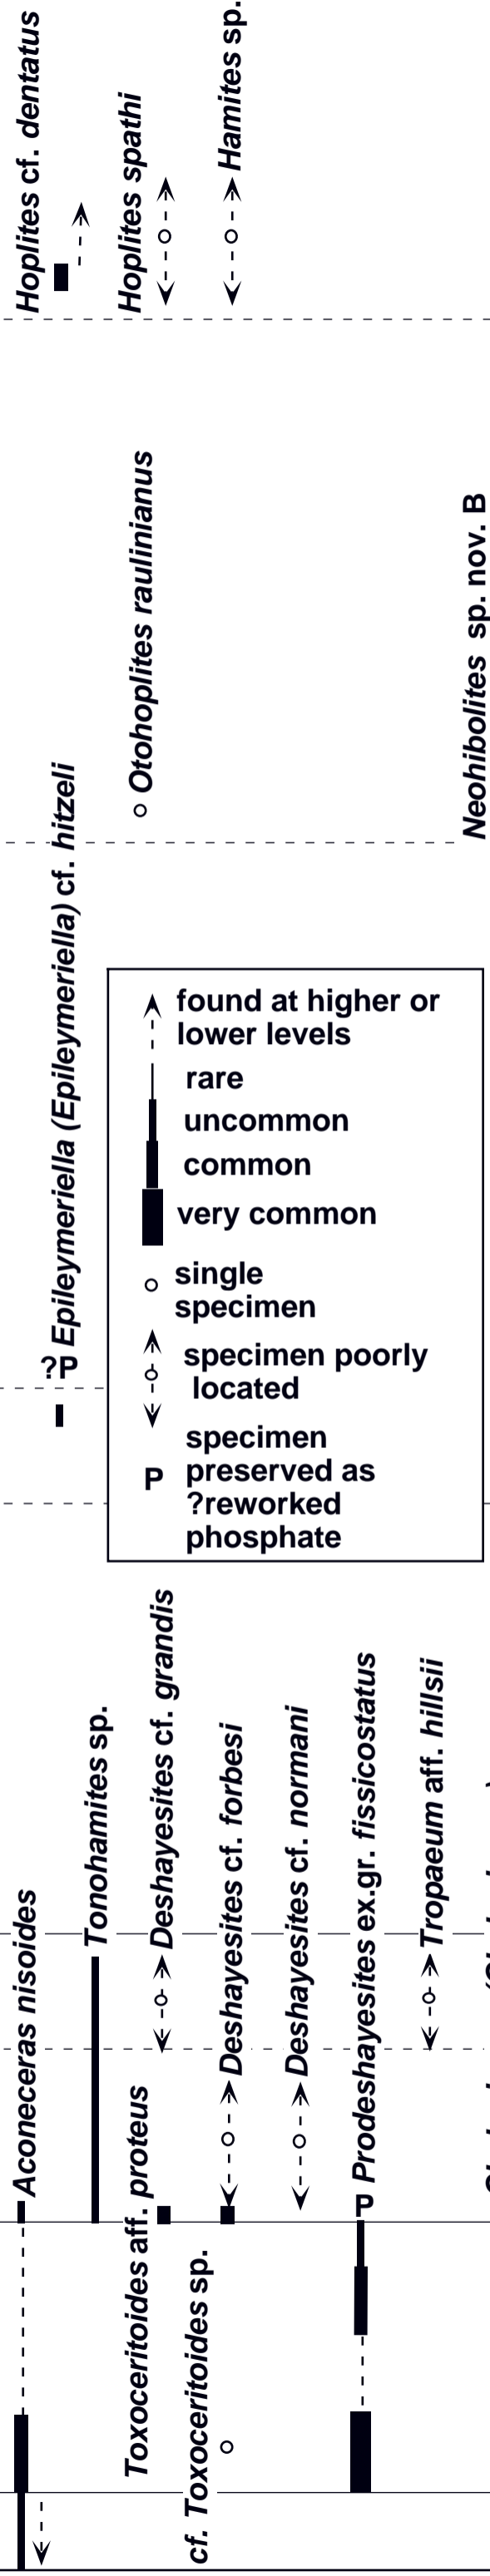 Hoplites cf. dentatus
Hoplites spathi
Hamites sp.
Otohoplites raulinianus
Neohibolites sp. nov. B
Epileymeriella (Epileymeriella) cf. hitzeli
?P
found at higher or
lower levels
rare
uncommon
common
very common
single
specimen
specimen poorly
located
P
specimen
preserved as
?reworked
phosphate
Aconeceras nisoides
Tonohamites sp.
Deshayesites cf. grandis
Deshayesites cf. forbesi
Deshayesites cf. normani
P Prodeshayesites ex.gr. fissicostatus
Tropaeum aff. hillsii
Toxoceritoides aff. proteus
cf. Toxoceritoides sp.